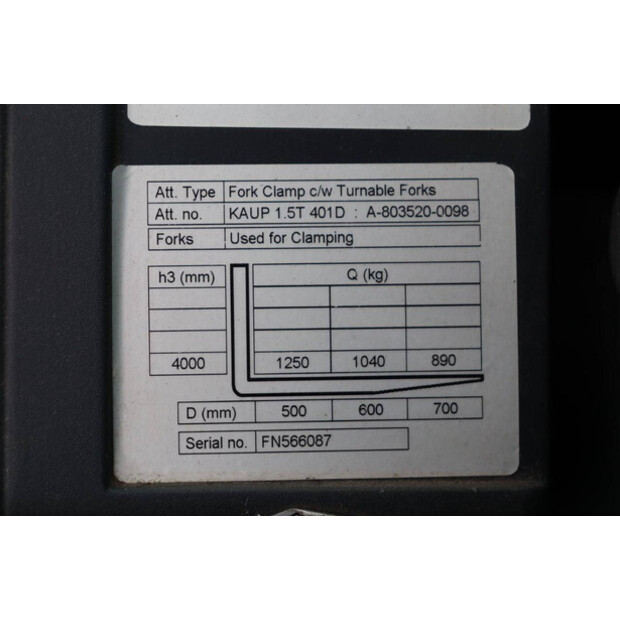 Att. Type Fork Clamp c/w Turnable Forks
Att. no. KAUP 1.5T 401D : A-803520-0098
Forks Used for Clamping
h3 (mm) Q (kg)
4000 1250 1040 890
D (mm) 500 600 700
Serial no. FN566087